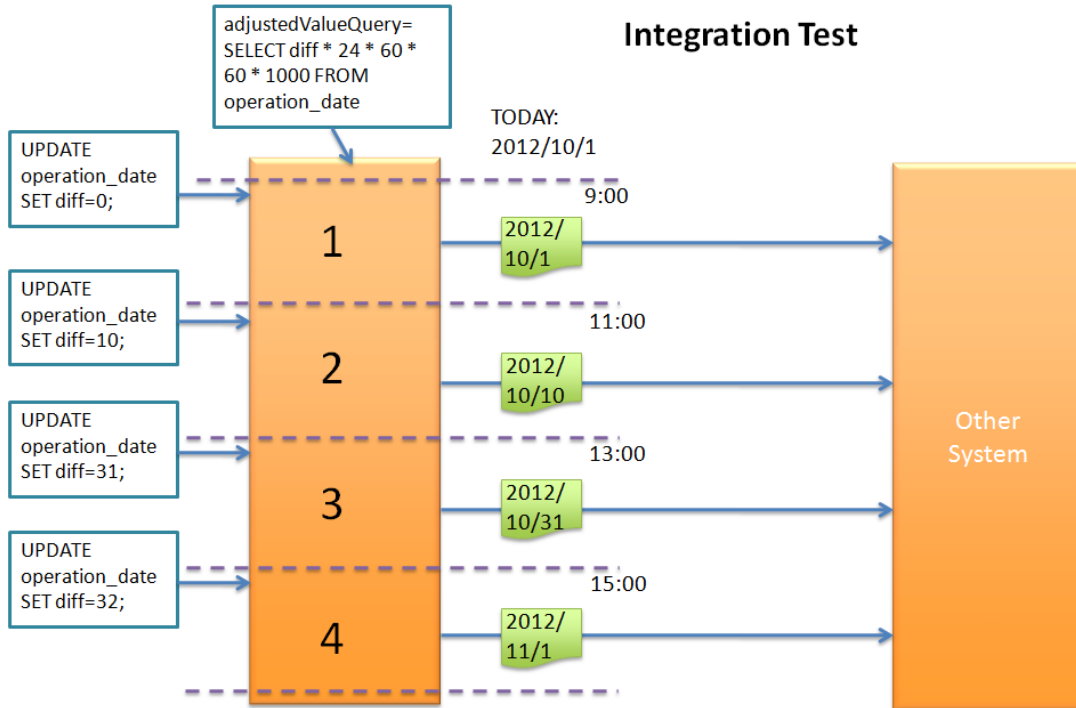 Integration Test
adjustedValueQuery=
SELECT diff * 24 * 60 *
60 * 1000 FROM
operation_date
TODAY:
2012/10/1
UPDATE
operation_date
SET diff=0;
9:00
1
2012/
10/1
UPDATE
operation_date
SET diff=10;
11:00
2
2012/
10/10
UPDATE
operation_date
SET diff=31;
13:00
3
2012/
10/31
UPDATE
operation_date
SET diff=32;
15:00
4
2012/
11/1
Other
System